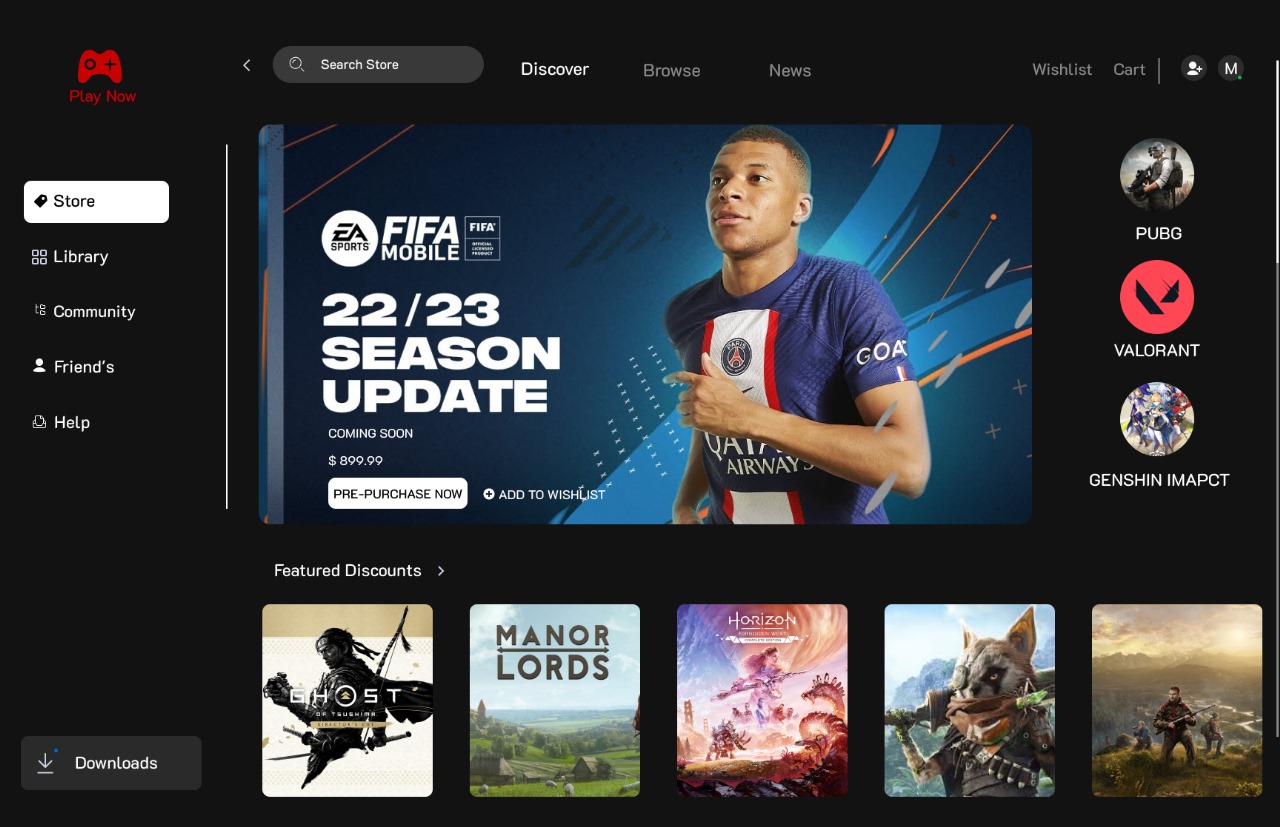 Play Now
Search Store
Discover
Browse
News
Wishlist
Cart
M
Store
Library
Community
Friend's
Help
Downloads
EA
SPORTS
FIFA
MOBILE
FIFA
OFFICIAL
LICENSED
PRODUCT
22/23
SEASON
UPDATE
COMING SOON
$ 899.99
PRE-PURCHASE NOW
ADD TO WISHLIST
GOAT
PARIS
QATAR
AIRWAYS
PUBG
VALORANT
GENSHIN IMAPCT
Featured Discounts
GHOST
OF TSUSHIMA
DIRECTOR'S CUT
MANOR
LORDS
HORIZON
FORBIDDEN WEST
COMPLETE EDITION